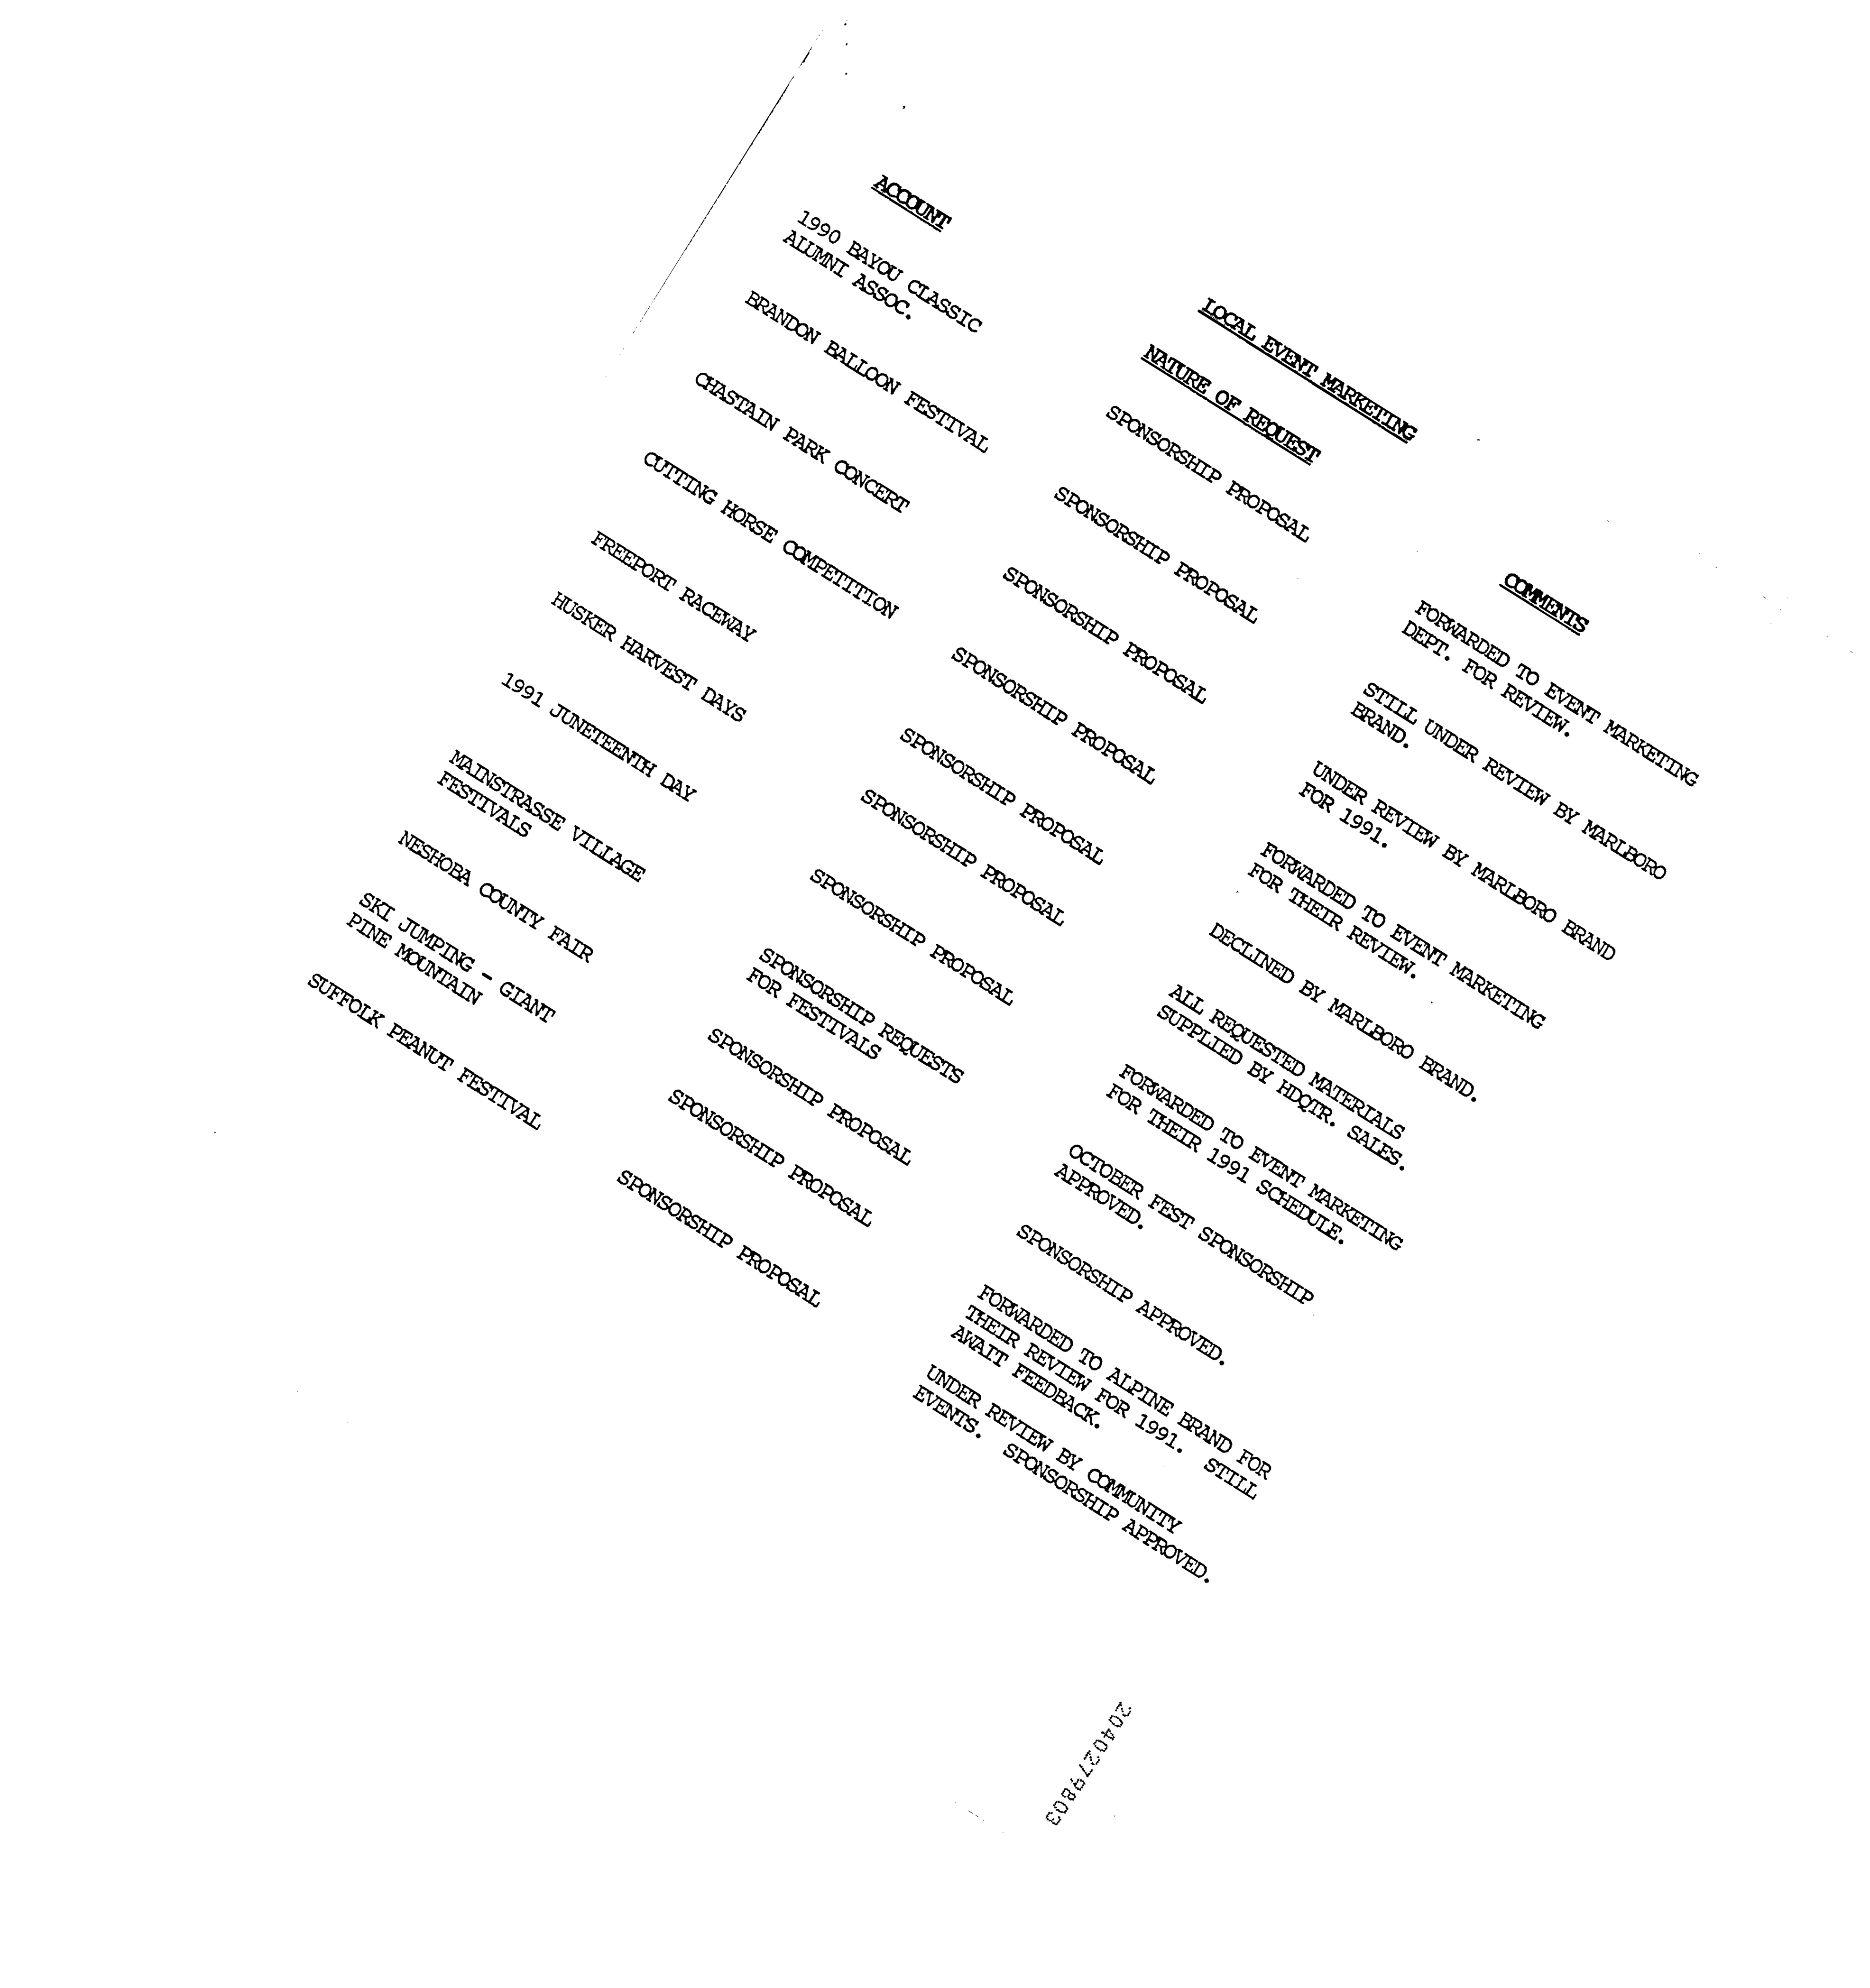 LOCAL EVENT MARKETING
ACCOUNT NATURE OF REQUEST COMMENTS
1990 BAYOU CLASSIC SPONSORSHIP PROPOSAL FORWARDED TO EVENT MARKETING
ALUMNI ASSOC. DEPT. FOR REVIEW.
BRANDON BALLOON FESTIVAL SPONSORSHIP PROPOSAL STILL UNDER REVIEW BY MARLBORO
BRAND.
CHASTAIN PARK CONCERT SPONSORSHIP PROPOSAL UNDER REVIEW BY MARLBORO BRAND
FOR 1991.
CUTTING HORSE COMPETITION SPONSORSHIP PROPOSAL FORWARDED TO EVENT MARKETING
FOR THEIR REVIEW.
FREEPORT RACEWAY SPONSORSHIP PROPOSAL DECLINED BY MARLBORO BRAND.
HUSKER HARVEST DAYS SPONSORSHIP PROPOSAL ALL REQUESTED MATERIALS
SUPPLIED BY HDQTR. SALES.
1991 JUNETEENTH DAY SPONSORSHIP PROPOSAL FORWARDED TO EVENT MARKETING
FOR THEIR 1991 SCHEDULE.
MAINSTRASSE VILLAGE SPONSORSHIP REQUESTS OCTOBER FEST SPONSORSHIP
FESTIVALS FOR FESTIVALS APPROVED.
NESHOBA COUNTY FAIR SPONSORSHIP PROPOSAL SPONSORSHIP APPROVED.
SKI JUMPING - GIANT SPONSORSHIP PROPOSAL FORWARDED TO ALPINE BRAND FOR
PINE MOUNTAIN THEIR REVIEW FOR 1991. STILL
AWAIT FEEDBACK.
SUFFOLK PEANUT FESTIVAL SPONSORSHIP PROPOSAL UNDER REVIEW BY COMMUNITY
EVENTS. SPONSORSHIP APPROVED.
2040279803